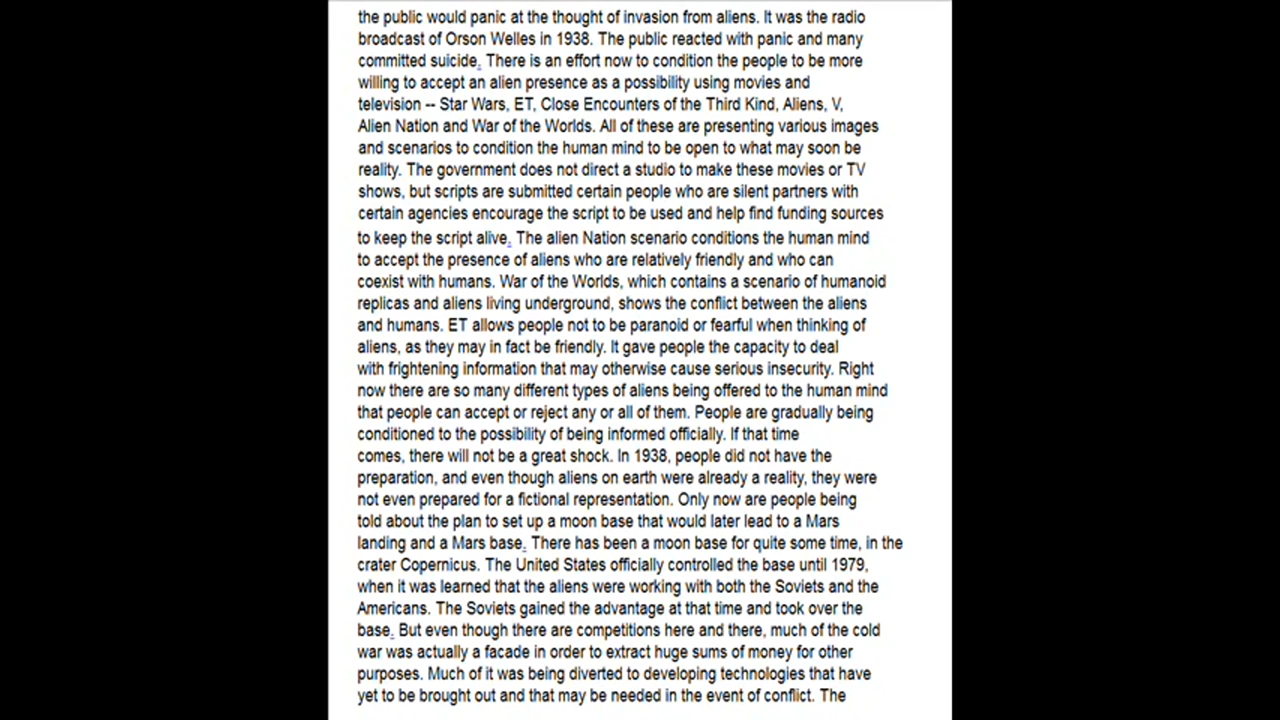 the public would panic at the thought of invasion from aliens. It was the radio
broadcast of Orson Welles in 1938. The public reacted with panic and many
committed suicide. There is an effort now to condition the people to be more
willing to accept an alien presence as a possibility using movies and
television -- Star Wars, ET, Close Encounters of the Third Kind, Aliens, V,
Alien Nation and War of the Worlds. All of these are presenting various images
and scenarios to condition the human mind to be open to what may soon be
reality. The government does not direct a studio to make these movies or TV
shows, but scripts are submitted certain people who are silent partners with
certain agencies encourage the script to be used and help find funding sources
to keep the script alive. The alien Nation scenario conditions the human mind
to accept the presence of aliens who are relatively friendly and who can
coexist with humans. War of the Worlds, which contains a scenario of humanoid
replicas and aliens living underground, shows the conflict between the aliens
and humans. ET allows people not to be paranoid or fearful when thinking of
aliens, as they may in fact be friendly. It gave people the capacity to deal
with frightening information that may otherwise cause serious insecurity. Right
now there are so many different types of aliens being offered to the human mind
that people can accept or reject any or all of them. People are gradually being
conditioned to the possibility of being informed officially. If that time
comes, there will not be a great shock. In 1938, people did not have the
preparation, and even though aliens on earth were already a reality, they were
not even prepared for a fictional representation. Only now are people being
told about the plan to set up a moon base that would later lead to a Mars
landing and a Mars base. There has been a moon base for quite some time, in the
crater Copernicus. The United States officially controlled the base until 1979,
when it was learned that the aliens were working with both the Soviets and the
Americans. The Soviets gained the advantage at that time and took over the
base. But even though there are competitions here and there, much of the cold
war was actually a facade in order to extract huge sums of money for other
purposes. Much of it was being diverted to developing technologies that have
yet to be brought out and that may be needed in the event of conflict. The